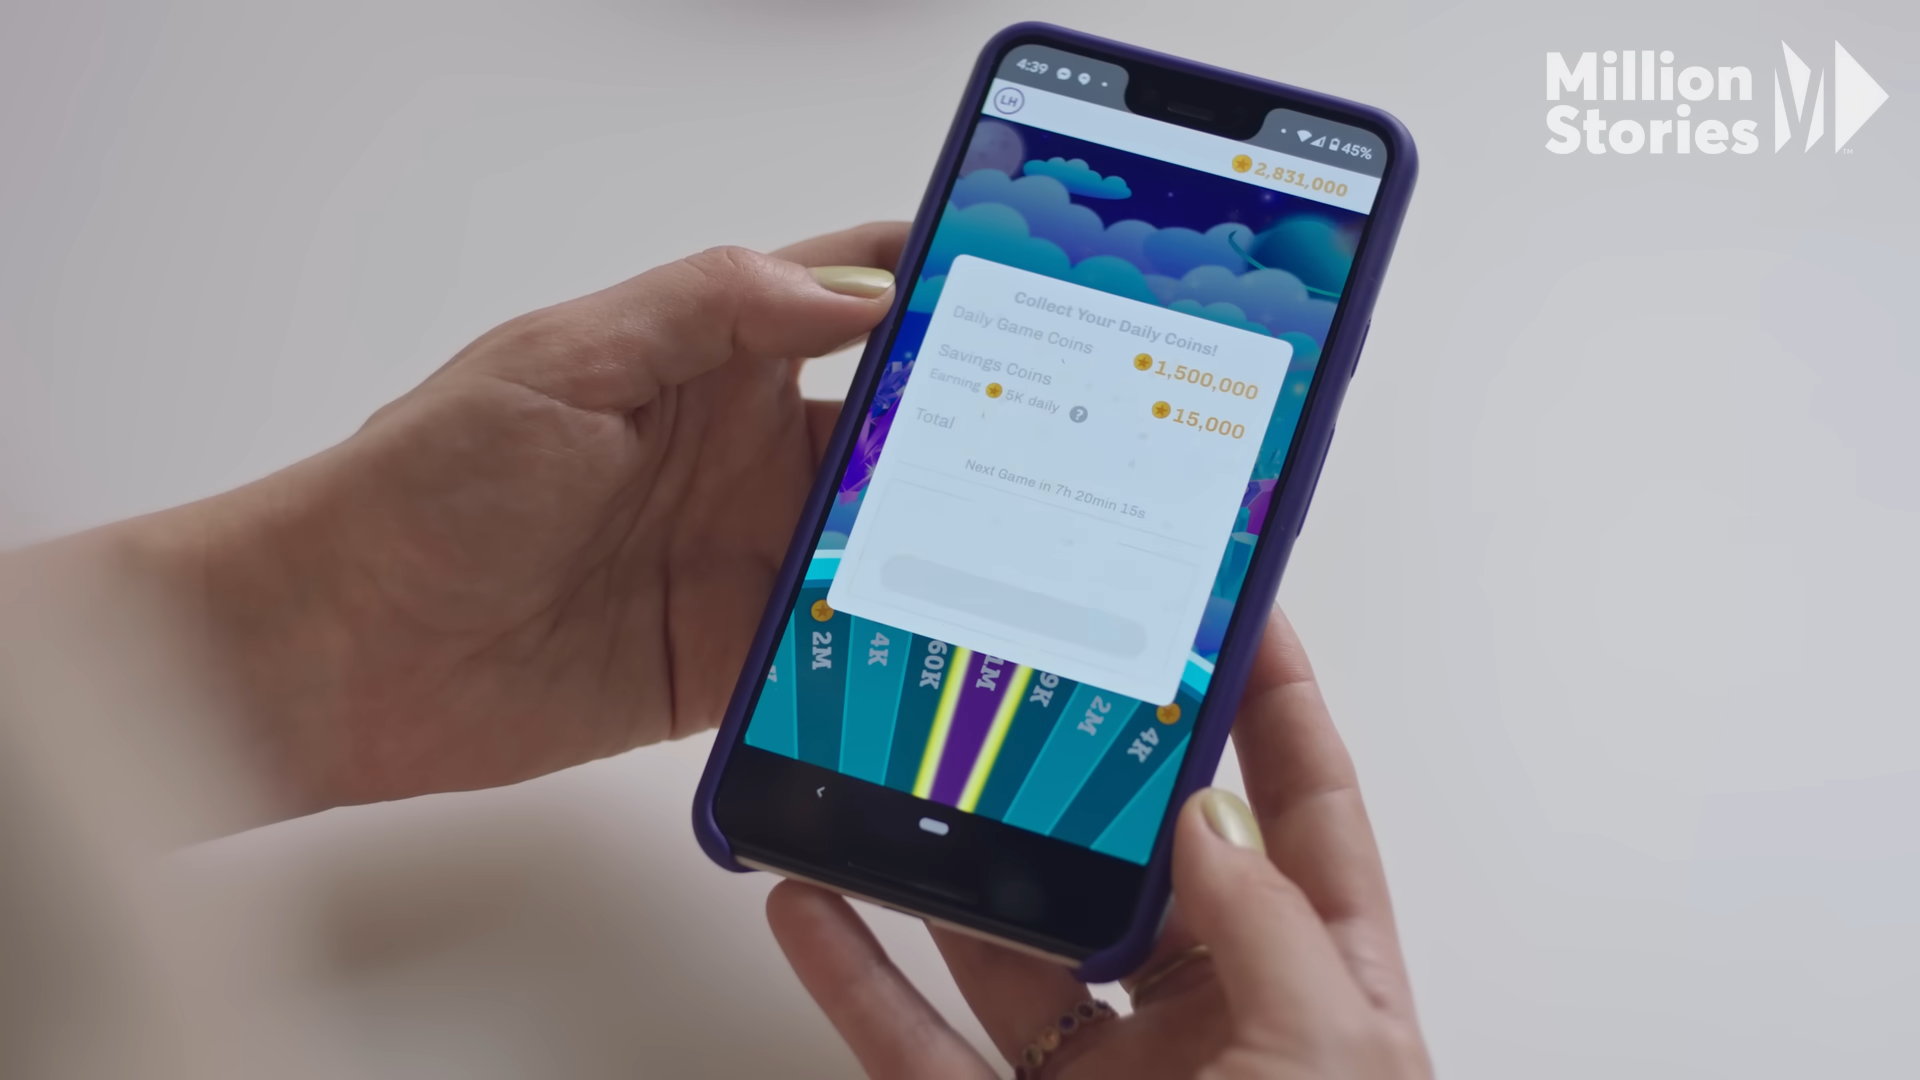 Million
Stories
TM
4:39
45%
LH
2,831,000
Collect Your Daily Coins!
Daily Game Coins
1,500,000
Savings Coins
15,000
Earning 5K daily ?
Total
Next Game in 7h 20min 15s
2M
4K
60K
1M
9K
2M
4K